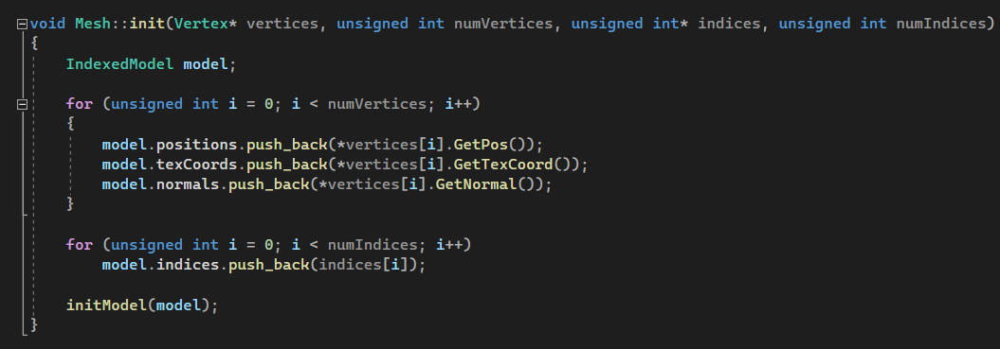 void Mesh::init(Vertex* vertices, unsigned int numVertices, unsigned int* indices, unsigned int numIndices)
{
    IndexedModel model;

    for (unsigned int i = 0; i < numVertices; i++)
    {
        model.positions.push_back(*vertices[i].GetPos());
        model.texCoords.push_back(*vertices[i].GetTexCoord());
        model.normals.push_back(*vertices[i].GetNormal());
    }

    for (unsigned int i = 0; i < numIndices; i++)
        model.indices.push_back(indices[i]);

    initModel(model);
}